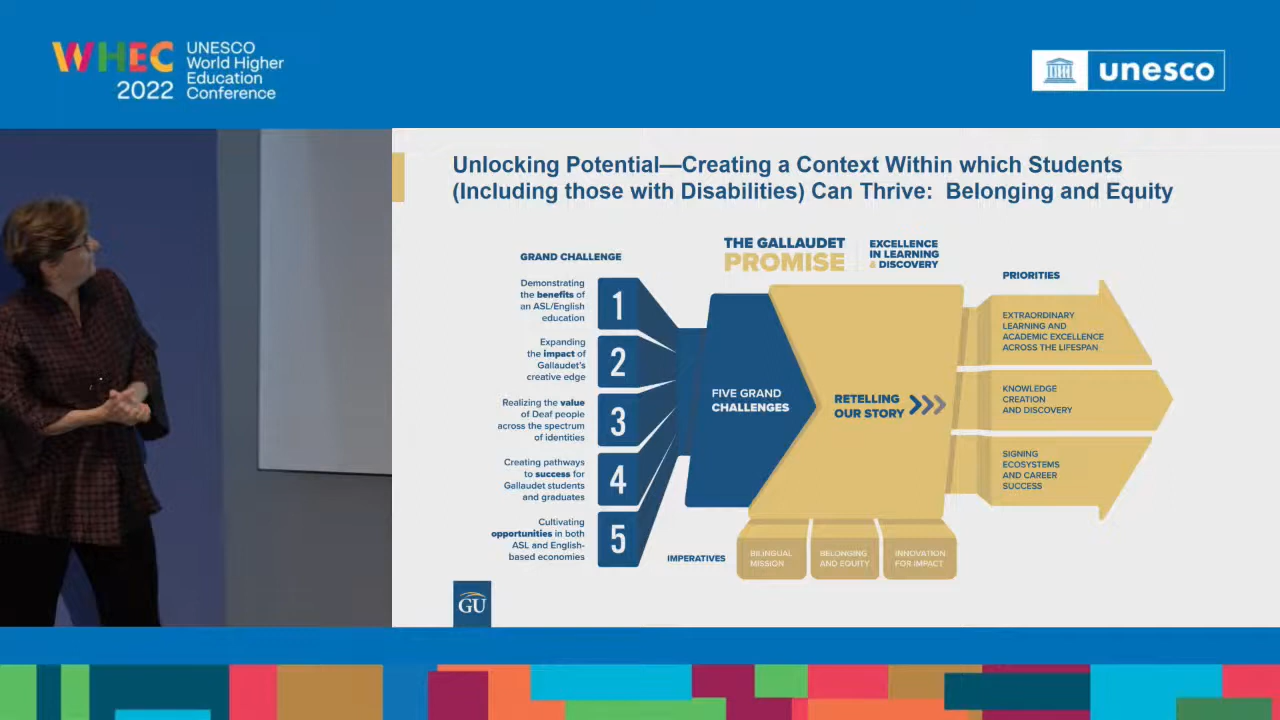 WHEC
2022
UNESCO
World Higher
Education
Conference
unesco
Unlocking Potential—Creating a Context Within which Students
(Including those with Disabilities) Can Thrive:  Belonging and Equity
GRAND CHALLENGE
Demonstrating
the benefits of
an ASL/English
education
1
Expanding
the impact of
Gallaudet's
creative edge
2
Realizing the value
of Deaf people
across the spectrum
of identities
3
Creating pathways
to success for
Gallaudet students
and graduates
4
Cultivating
opportunities in both
ASL and English-
based economies
5
THE GALLAUDET
PROMISE
EXCELLENCE
IN LEARNING
& DISCOVERY
FIVE GRAND
CHALLENGES
RETELLING
OUR STORY
PRIORITIES
EXTRAORDINARY
LEARNING AND
ACADEMIC EXCELLENCE
ACROSS THE LIFESPAN
KNOWLEDGE
CREATION
AND DISCOVERY
SIGNING
ECOSYSTEMS
AND CAREER
SUCCESS
IMPERATIVES
BILINGUAL
MISSION
BELONGING
AND EQUITY
INNOVATION
FOR IMPACT
GU